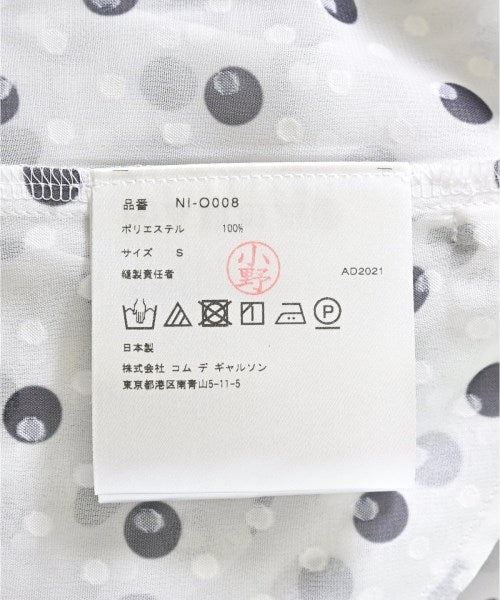 品番 NI-O008
ポリエステル 100%
サイズ S
縫製責任者 小野 AD2021
P
日本製
株式会社 コム デ ギャルソン
東京都港区南青山5-11-5